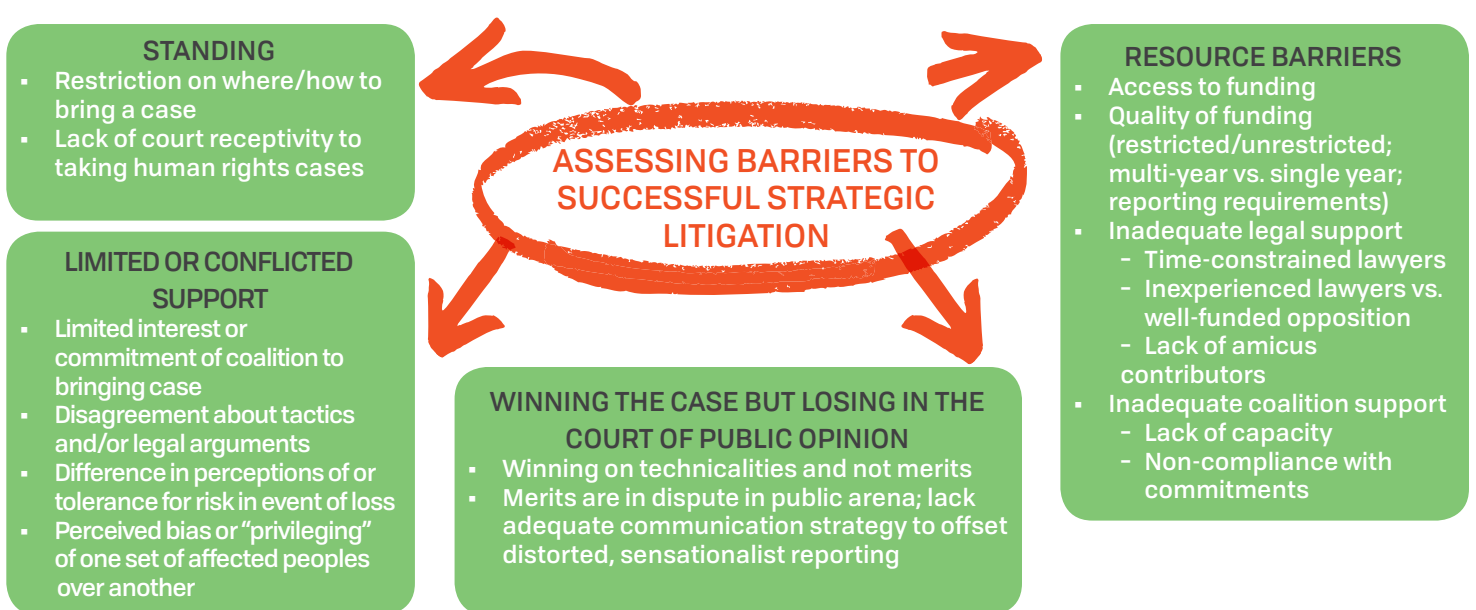 STANDING
▪ Restriction on where/how to
bring a case
▪ Lack of court receptivity to
taking human rights cases
LIMITED OR CONFLICTED
SUPPORT
▪ Limited interest or
commitment of coalition to
bringing case
▪ Disagreement about tactics
and/or legal arguments
▪ Difference in perceptions of or
tolerance for risk in event of loss
▪ Perceived bias or “privileging”
of one set of affected peoples
over another
ASSESSING BARRIERS TO
SUCCESSFUL STRATEGIC
LITIGATION
WINNING THE CASE BUT LOSING IN THE
COURT OF PUBLIC OPINION
▪ Winning on technicalities and not merits
▪ Merits are in dispute in public arena; lack
adequate communication strategy to offset
distorted, sensationalist reporting
RESOURCE BARRIERS
▪ Access to funding
▪ Quality of funding
(restricted/unrestricted;
multi-year vs. single year;
reporting requirements)
▪ Inadequate legal support
– Time-constrained lawyers
– Inexperienced lawyers vs.
well-funded opposition
– Lack of amicus
contributors
▪ Inadequate coalition support
– Lack of capacity
– Non-compliance with
commitments